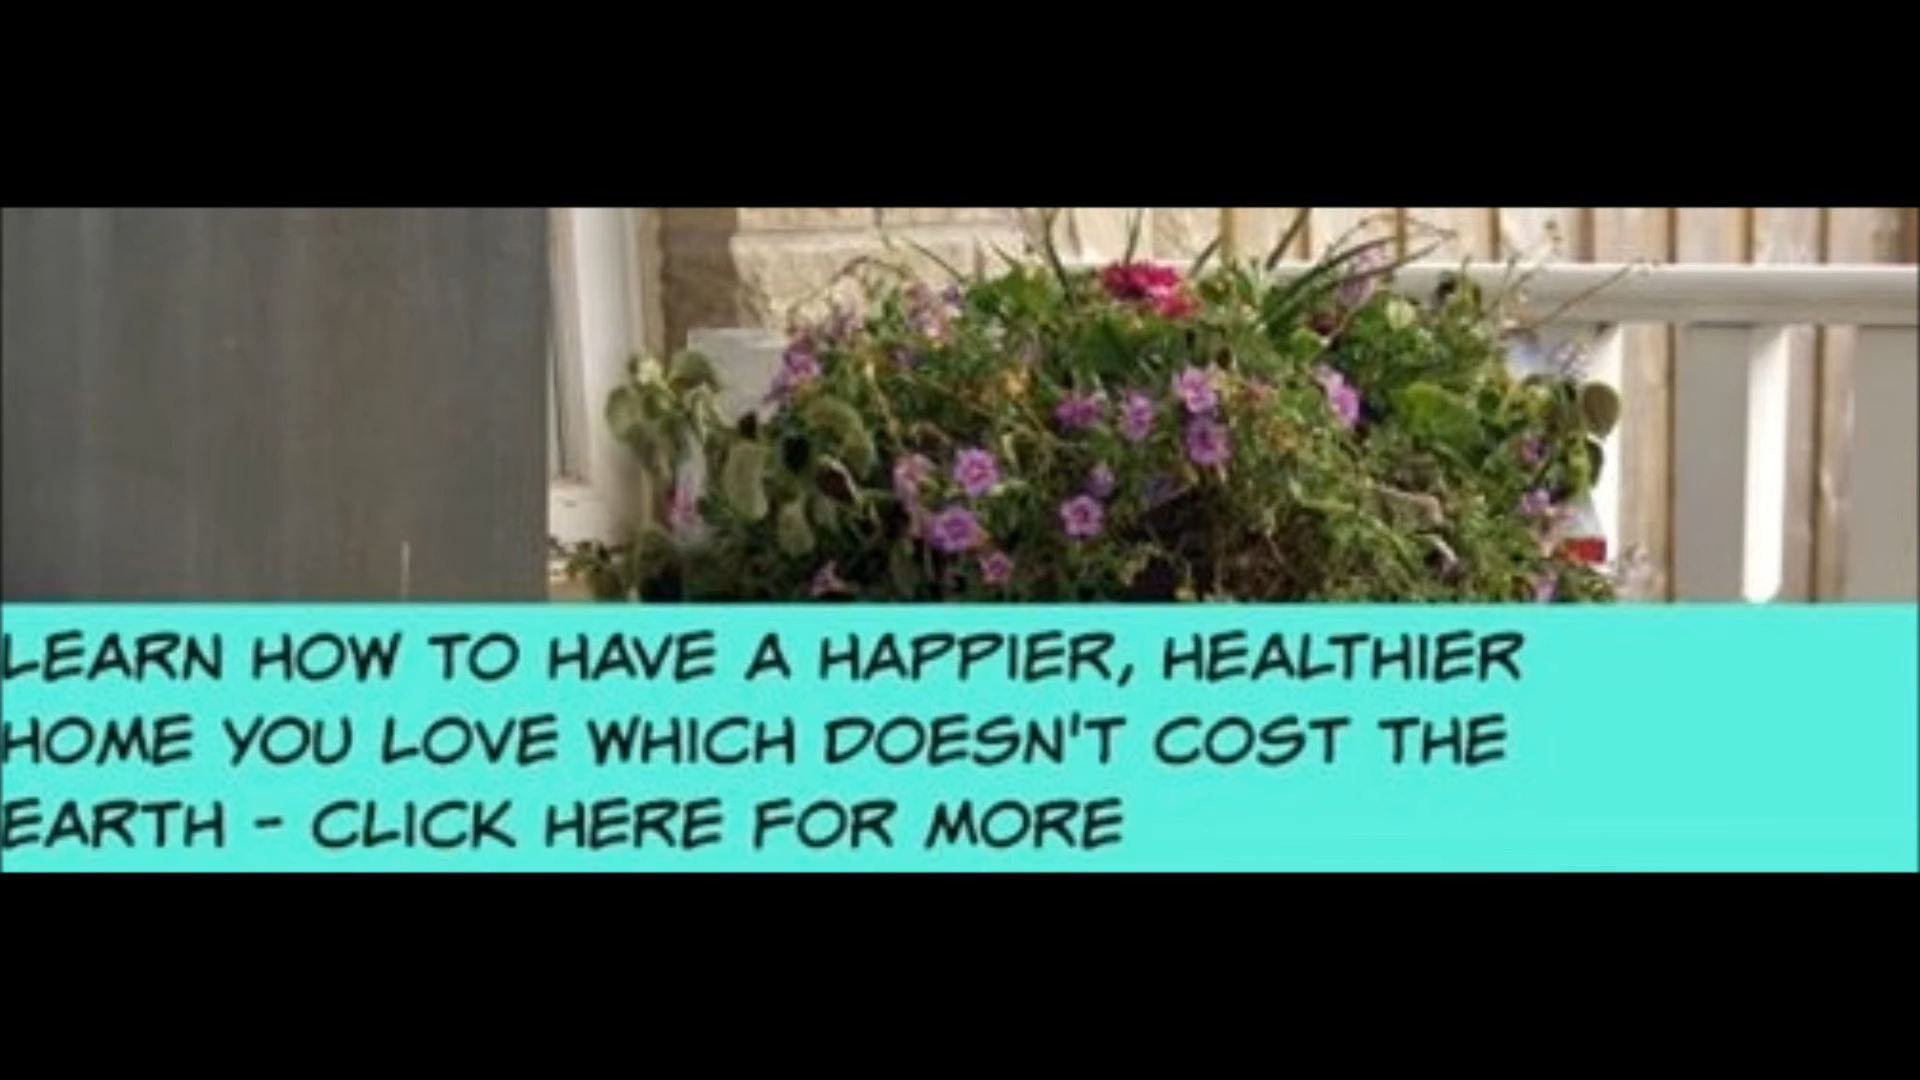 LEARN HOW TO HAVE A HAPPIER, HEALTHIER
HOME YOU LOVE WHICH DOESN'T COST THE
EARTH - CLICK HERE FOR MORE